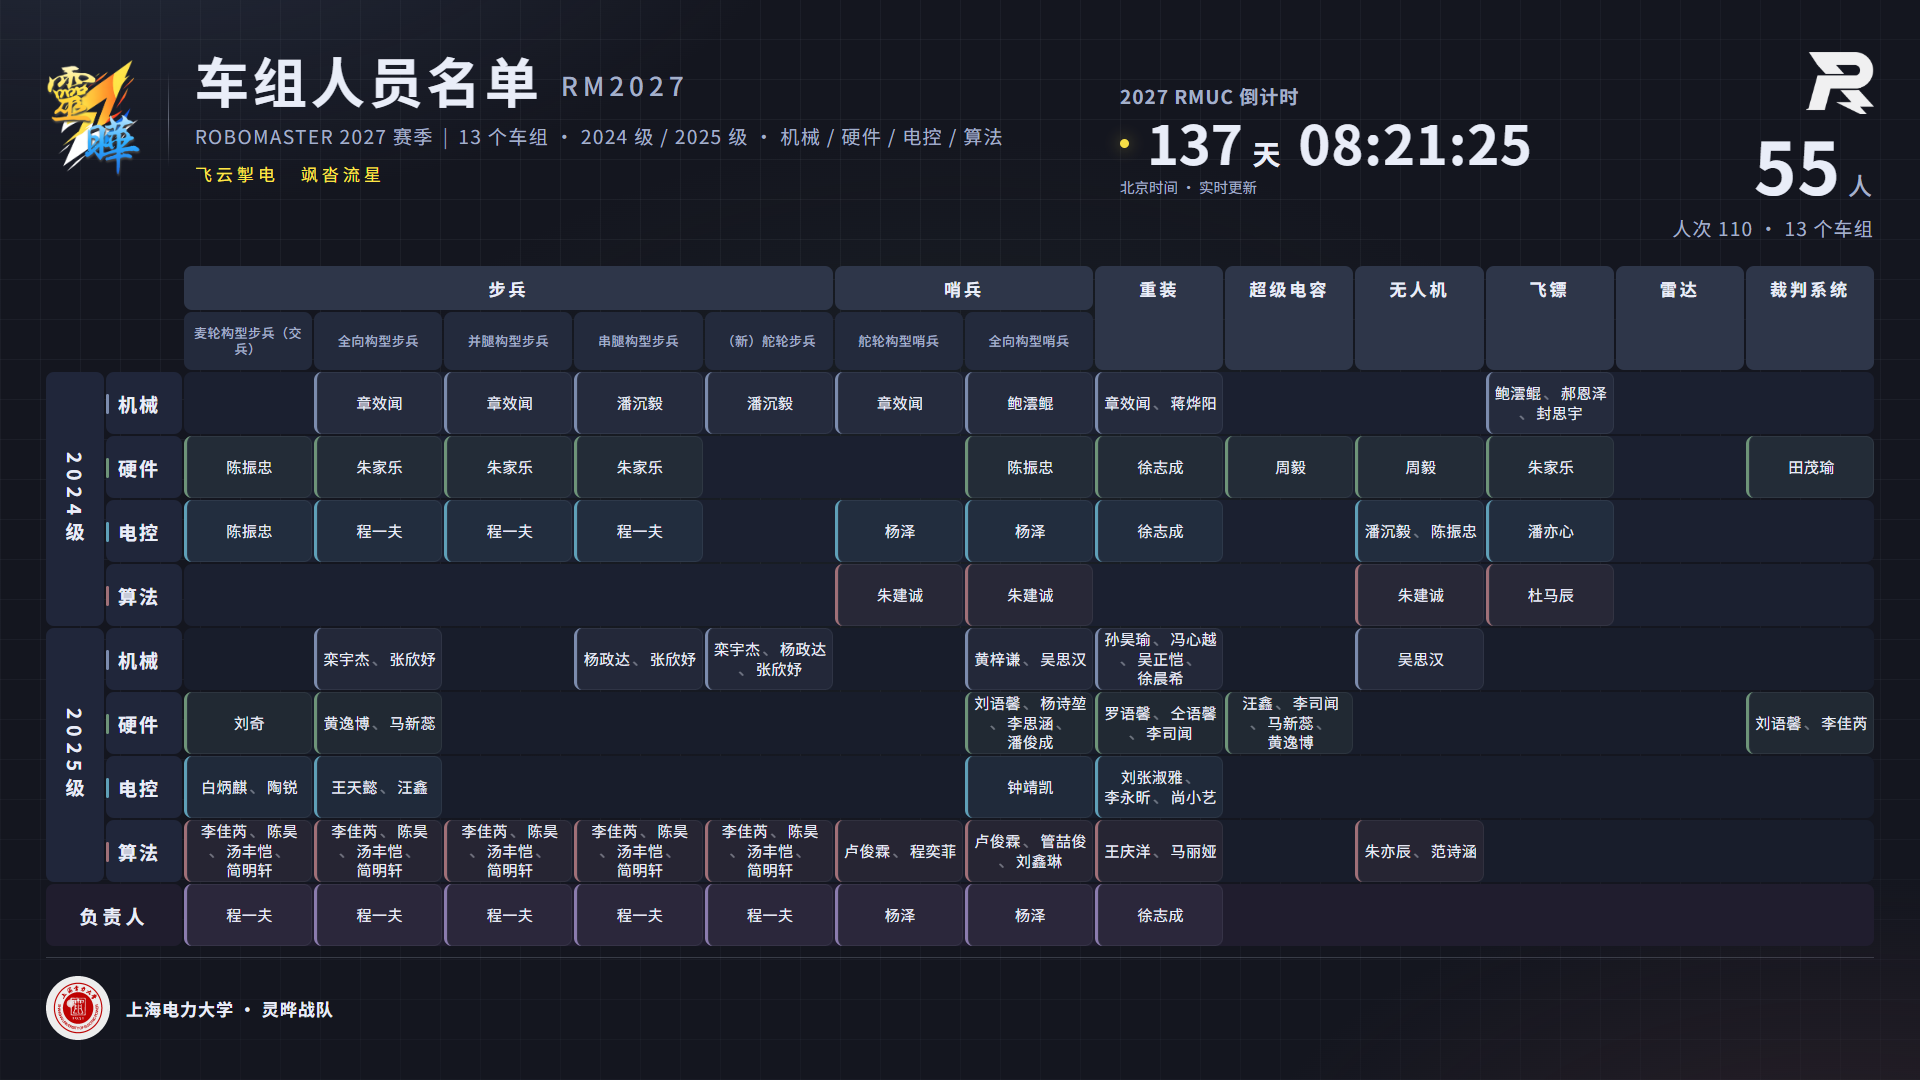 靈晔
车组人员名单 RM2027
ROBOMASTER 2027 赛季 | 13 个车组 · 2024 级 / 2025 级 · 机械 / 硬件 / 电控 / 算法
飞云掣电 飒沓流星
2027 RMUC 倒计时
137 天 08:21:25
北京时间 · 实时更新
55 人
人次 110 · 13 个车组
步兵 哨兵 重装 超级电容 无人机 飞镖 雷达 裁判系统
麦轮构型步兵（交
兵） 全向构型步兵 并腿构型步兵 串腿构型步兵 （新）舵轮步兵 舵轮构型哨兵 全向构型哨兵
2024级
机械 章效闻 章效闻 潘沉毅 潘沉毅 章效闻 鲍澐鲲 章效闻、蒋烨阳 鲍澐鲲、郝恩泽
、封思宇
硬件 陈振忠 朱家乐 朱家乐 朱家乐 陈振忠 徐志成 周毅 周毅 朱家乐 田茂瑜
电控 陈振忠 程一夫 程一夫 程一夫 杨泽 杨泽 徐志成 潘沉毅、陈振忠 潘亦心
算法 朱建诚 朱建诚 朱建诚 杜马辰
2025级
机械 栾宇杰、张欣妤 杨政达、张欣妤 栾宇杰、杨政达
、张欣妤 黄梓谦、吴思汉 孙昊瑜、冯心越
、吴正恺、
徐晨希 吴思汉
硬件 刘奇 黄逸博、马新蕊 刘语馨、杨诗堃
、李思涵、
潘俊成 罗语馨、仝语馨
、李司闻 汪鑫、李司闻
、马新蕊、
黄逸博 刘语馨、李佳芮
电控 白炳麒、陶锐 王天懿、汪鑫 钟靖凯 刘张淑雅、
李永昕、尚小艺
算法 李佳芮、陈昊
、汤丰恺、
简明轩 李佳芮、陈昊
、汤丰恺、
简明轩 李佳芮、陈昊
、汤丰恺、
简明轩 李佳芮、陈昊
、汤丰恺、
简明轩 李佳芮、陈昊
、汤丰恺、
简明轩 卢俊霖、程奕菲 卢俊霖、管喆俊
、刘鑫琳 王庆洋、马丽娅 朱亦辰、范诗涵
负责人 程一夫 程一夫 程一夫 程一夫 程一夫 杨泽 杨泽 徐志成
上海电力大学 · 灵晔战队